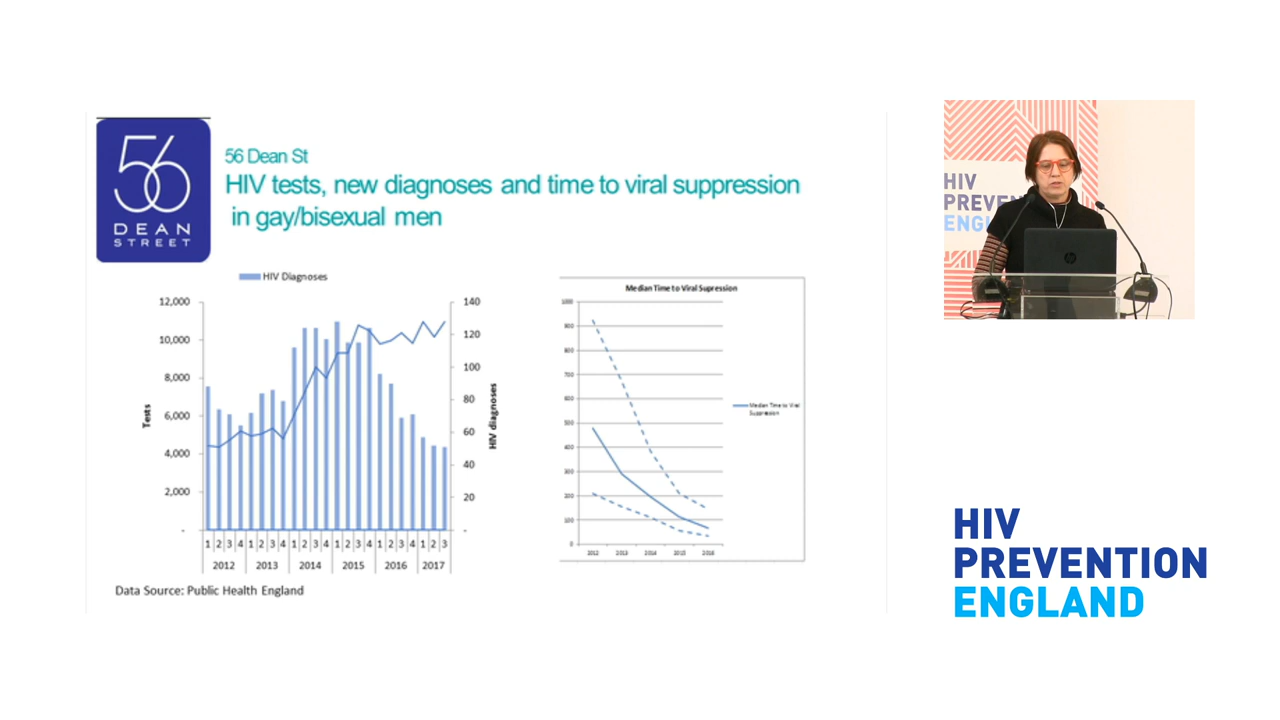 56
DEAN
STREET
56 Dean St
HIV tests, new diagnoses and time to viral suppression
in gay/bisexual men
HIV Diagnoses
12,000
10,000
8,000
6,000
4,000
2,000
-
Tests
140
120
100
80
60
40
20
-
HIV diagnoses
1 2 3 4 1 2 3 4 1 2 3 4 1 2 3 4 1 2 3 4 1 2 3
2012 2013 2014 2015 2016 2017
Data Source: Public Health England
Median Time to Viral Supression
1000
900
800
700
600
500
400
300
200
100
0
2012 2013 2014 2015 2016
Median Time to Viral
Suppression
HIV
PREVEN
ENGL
hp
HIV
PREVENTION
ENGLAND